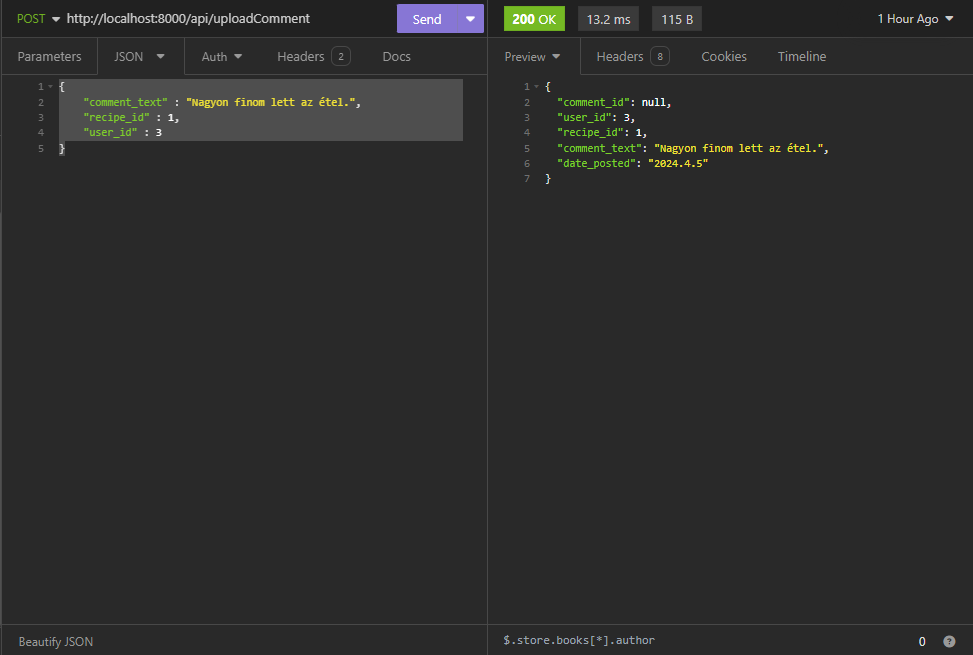 POST http://localhost:8000/api/uploadComment Send 200 OK 13.2 ms 115 B 1 Hour Ago
Parameters JSON Auth Headers 2 Docs Preview Headers 8 Cookies Timeline
1 {
2 "comment_text" : "Nagyon finom lett az étel.",
3 "recipe_id" : 1,
4 "user_id" : 3
5 }
1 {
2 "comment_id": null,
3 "user_id": 3,
4 "recipe_id": 1,
5 "comment_text": "Nagyon finom lett az étel.",
6 "date_posted": "2024.4.5"
7 }
Beautify JSON $.store.books[*].author 0 ?